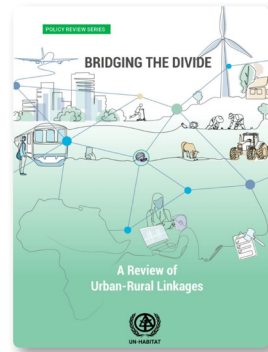 POLICY REVIEW SERIES
BRIDGING THE DIVIDE
A Review of
Urban-Rural Linkages
UN-HABITAT